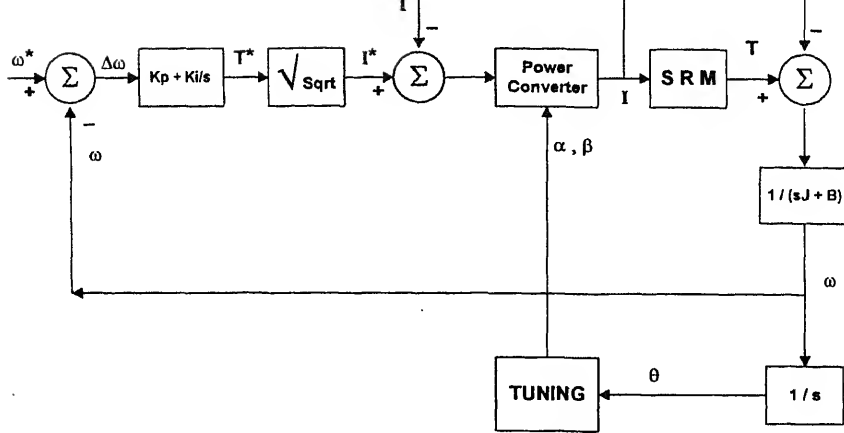 I
−
−
ω*
+
Σ
Δω
Kp + Ki/s
T*
√ Sqrt
I*
+
Σ
Power
Converter
I
S R M
T
+
Σ
−
ω
α , β
1 / (sJ + B)
ω
TUNING
θ
1 / s